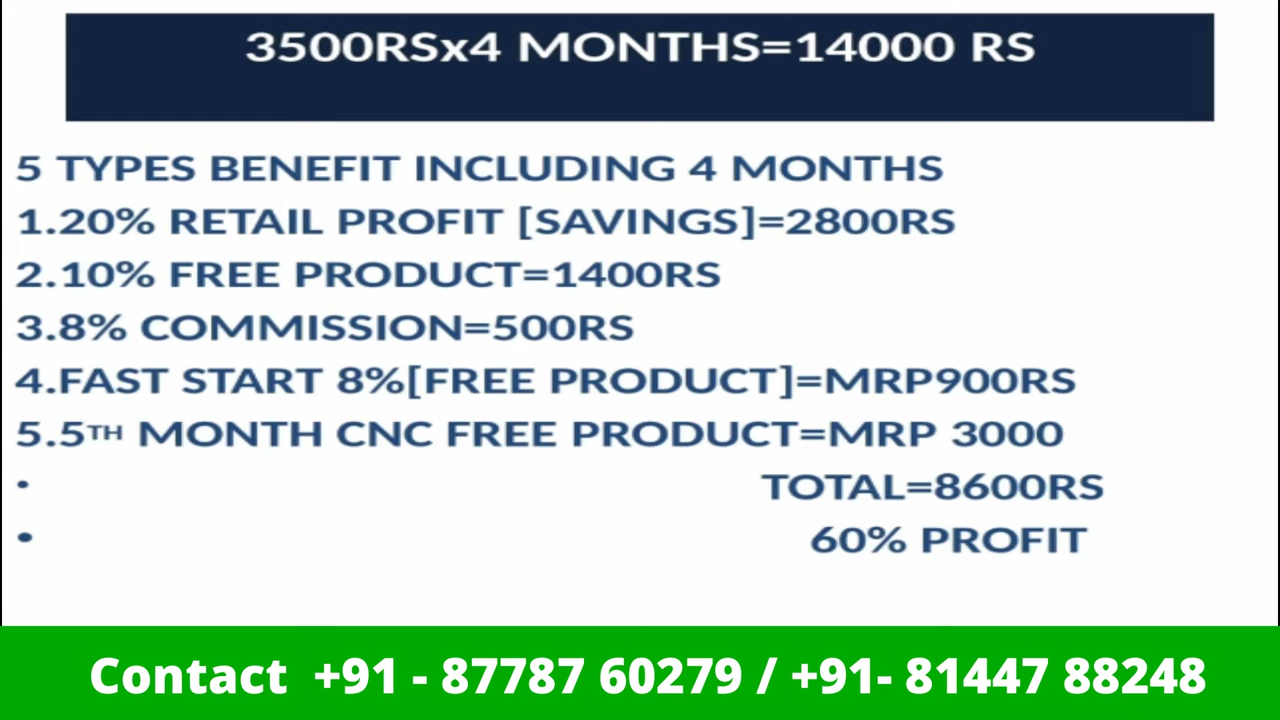 3500RSx4 MONTHS=14000 RS
5 TYPES BENEFIT INCLUDING 4 MONTHS
1.20% RETAIL PROFIT [SAVINGS]=2800RS
2.10% FREE PRODUCT=1400RS
3.8% COMMISSION=500RS
4.FAST START 8%[FREE PRODUCT]=MRP900RS
5.5TH MONTH CNC FREE PRODUCT=MRP 3000
• TOTAL=8600RS
• 60% PROFIT
Contact +91 - 87787 60279 / +91- 81447 88248